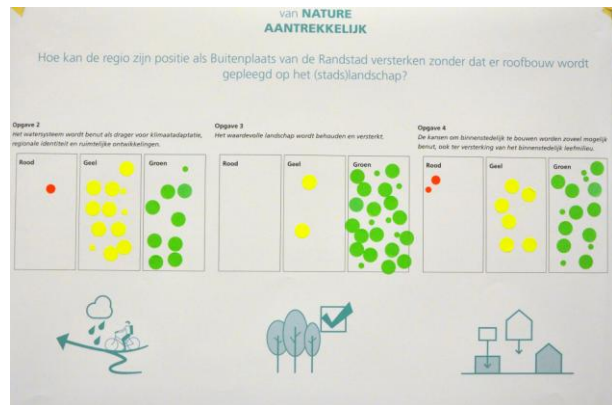 van NATURE
AANTREKKELIJK
Hoe kan de regio zijn positie als Buitenplaats van de Randstad versterken zonder dat er roofbouw wordt
gepleegd op het (stads)landschap?
Opgave 2
Het watersysteem wordt benut als drager voor klimaatadaptatie,
regionale identiteit en ruimtelijke ontwikkelingen.
Rood
Geel
Groen
Opgave 3
Het waardevolle landschap wordt behouden en versterkt.
Rood
Geel
Groen
Opgave 4
De kansen om binnenstedelijk te bouwen worden zoveel mogelijk
benut, ook ter versterking van het binnenstedelijk leefmilieu.
Rood
Geel
Groen